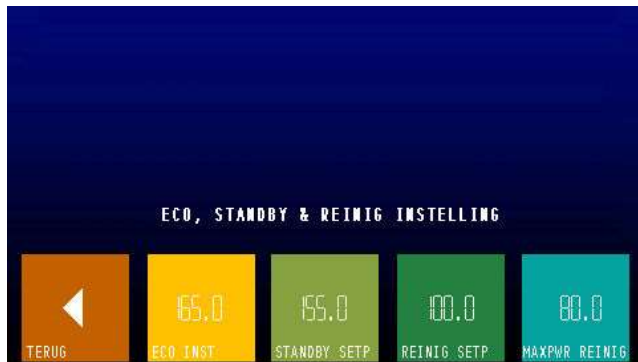 ECO, STANDBY & REINIG INSTELLING
165.0 155.0 100.0 80.0
TERUG ECO INST STANDBY SETP REINIG SETP MAXPWR REINIG